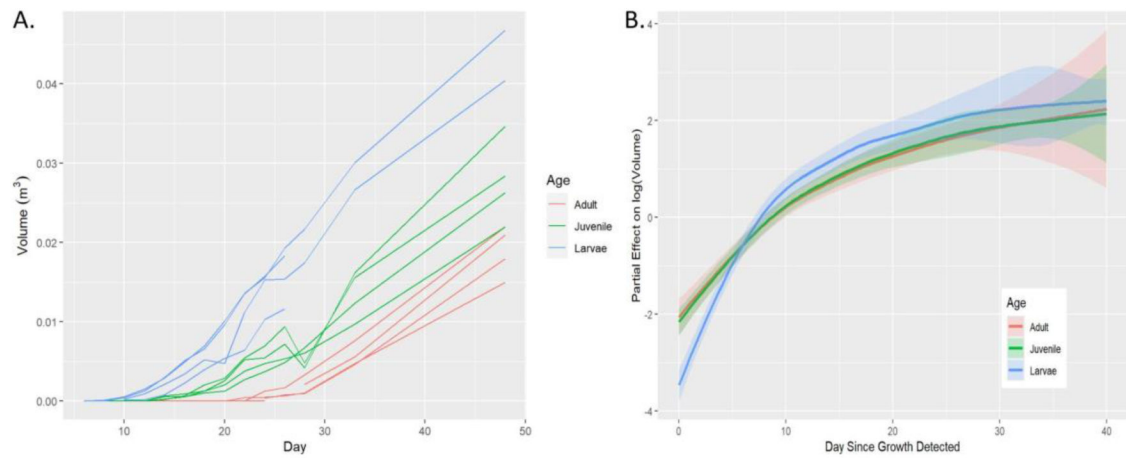 A.
Volume (m³)
0.04
0.03
0.02
0.01
0.00
10
20
30
40
50
Day
Age
Adult
Juvenile
Larvae
B.
Partial Effect on log(Volume)
4
2
0
-2
-4
0
10
20
30
40
Day Since Growth Detected
Age
Adult
Juvenile
Larvae